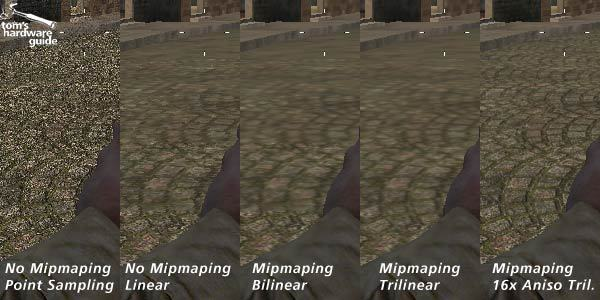 tom's
hardware
guide
No Mipmaping
Point Sampling
No Mipmaping
Linear
Mipmaping
Bilinear
Mipmaping
Trilinear
Mipmaping
16x Aniso Tril.